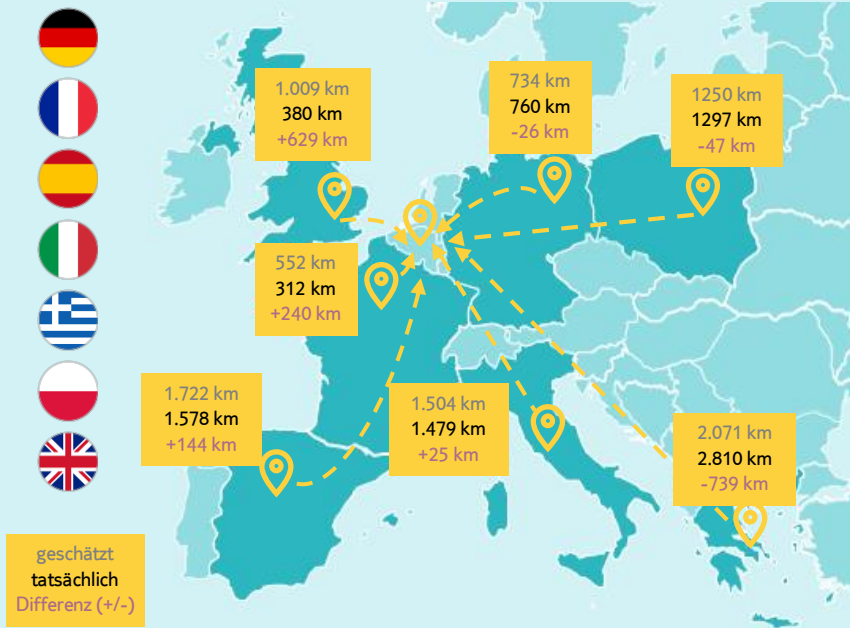 1.009 km
380 km
+629 km
734 km
760 km
-26 km
1250 km
1297 km
-47 km
552 km
312 km
+240 km
1.722 km
1.578 km
+144 km
1.504 km
1.479 km
+25 km
2.071 km
2.810 km
-739 km
geschätzt
tatsächlich
Differenz (+/-)